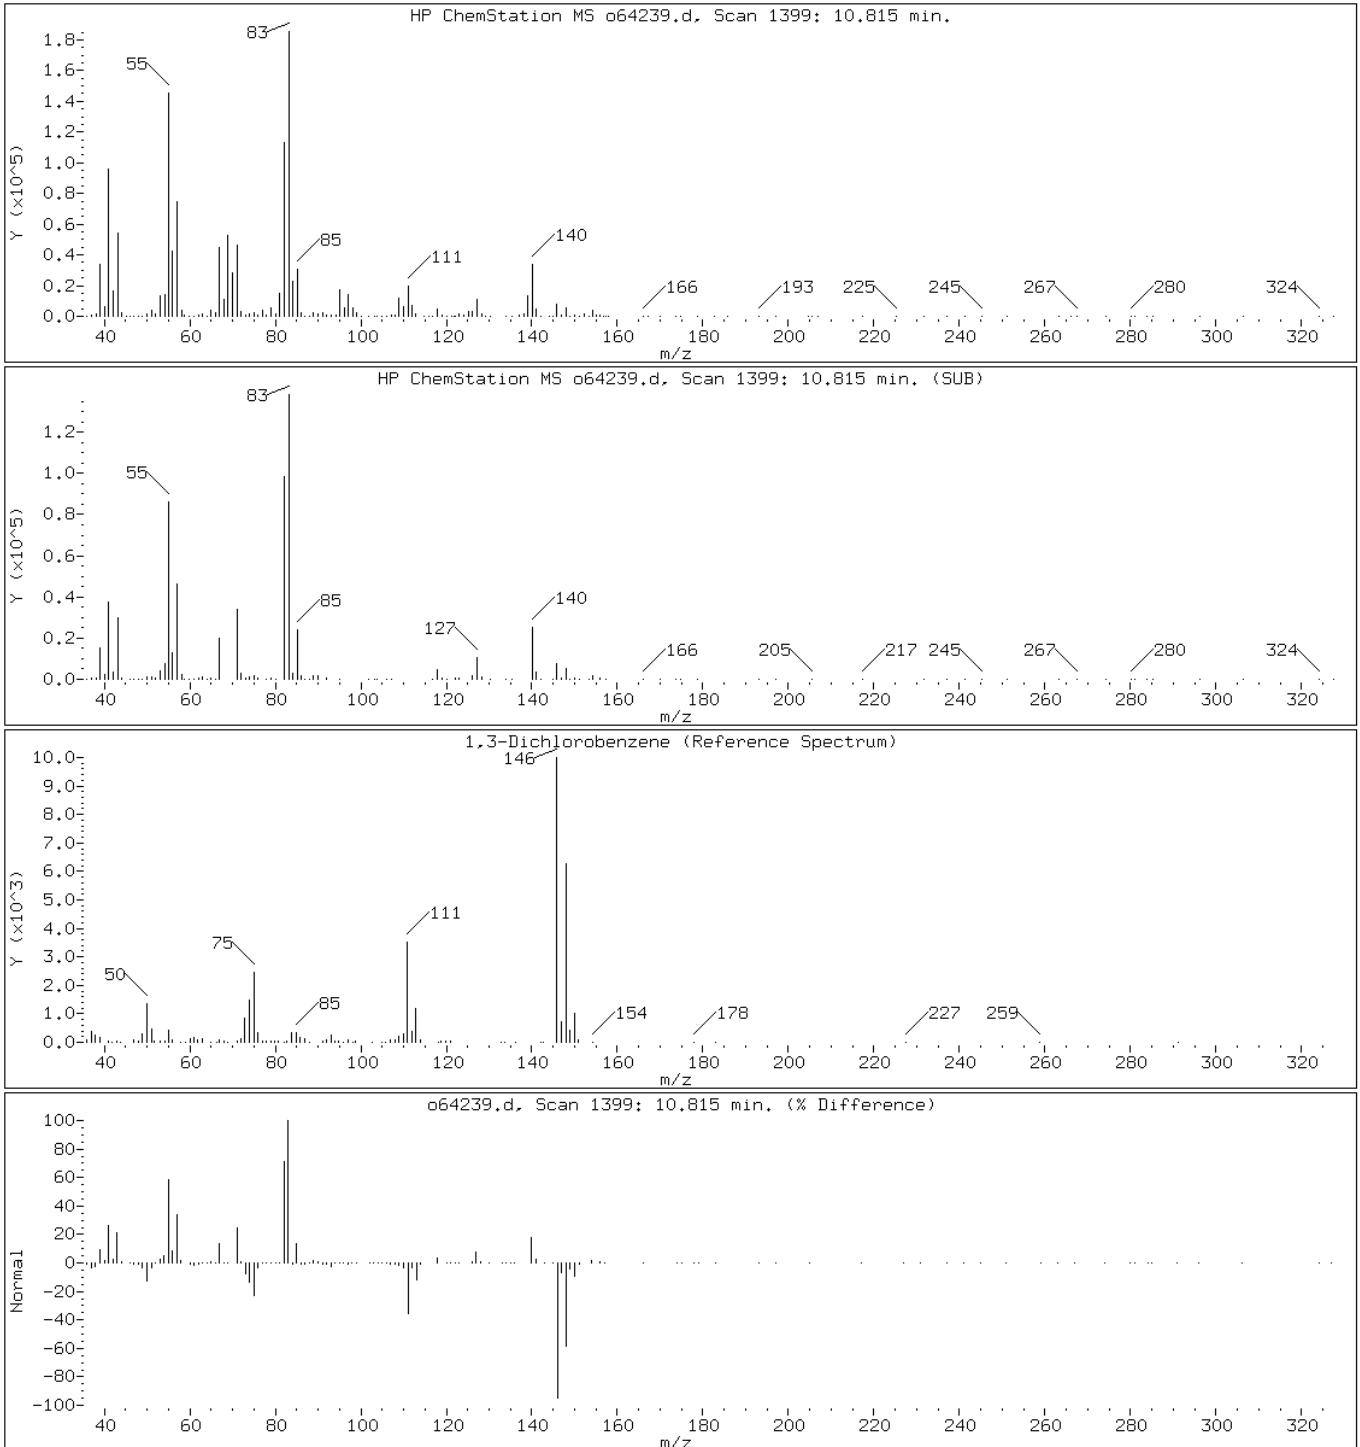 HP ChemStation MS o64239.d, Scan 1399: 10.815 min.
83
1.8
1.6
55
1.4
1.2
1.0
Y (x10^5)
0.8
0.6
85
111
140
0.4
0.2
166 193 225 245 267 280 324
0.0
40 60 80 100 120 140 160 180 200 220 240 260 280 300 320
m/z
HP ChemStation MS o64239.d, Scan 1399: 10.815 min. (SUB)
83
1.2
55
1.0
0.8
Y (x10^5)
0.6
85
140
0.4
127
0.2
166 205 217 245 267 280 324
0.0
40 60 80 100 120 140 160 180 200 220 240 260 280 300 320
m/z
1,3-Dichlorobenzene (Reference Spectrum)
146
10.0
9.0
8.0
7.0
6.0
5.0
Y (x10^3)
111
4.0
75
3.0
50
2.0
85
1.0
154 178 227 259
0.0
40 60 80 100 120 140 160 180 200 220 240 260 280 300 320
m/z
o64239.d, Scan 1399: 10.815 min. (% Difference)
100
80
60
40
20
0
Normal
-20
-40
-60
-80
-100
40 60 80 100 120 140 160 180 200 220 240 260 280 300 320
m/z